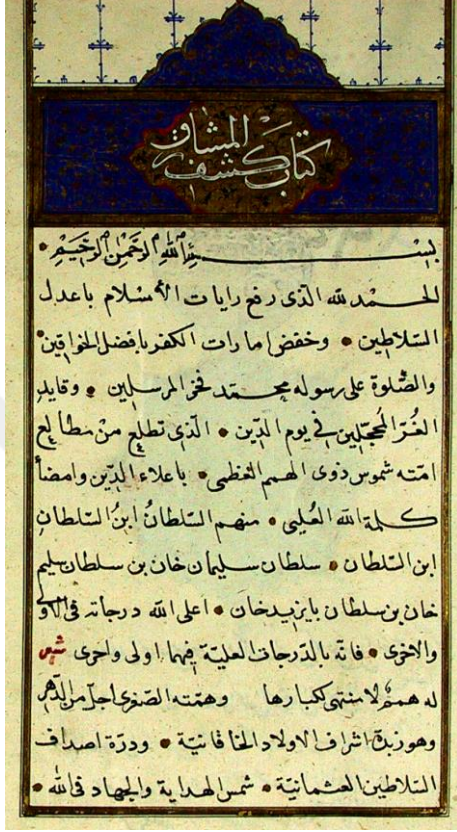 كتاب كشف المشاق
بسم الله الرحمن الرحيم
الحمد لله الذى رفع رايات الاسلام باعدل
السلاطين • وخفض امارات الكفر بافضل الخواقين •
والصلوة على رسوله محمد فخر المرسلين • وقايد
الغر المحجلين فى يوم الدين • الذى تطلع من مطالع
امته شموس ذوى الهمم العظمى • باعلاء الدين وامضأ
كلمة الله العليى • منهم السلطانُ ابنُ السلطانِ
ابن السلطان • سلطان سليمان خان بن سلطان سليم
خان بن سلطان بايزيدخان • اعلى الله درجاته فى الاولى
والاخرى • فانه بالدرجات العلية فيهما اولى واحرى شعر
له هممٌ لا منتهى لكبارها وهمته الصغرى اجل من الدهر
وهو زبدة اشراف الاولاد الخاقانية • ودرة اصداف
السلاطين العثمانية • شمس الهداية والجهاد فى الله •